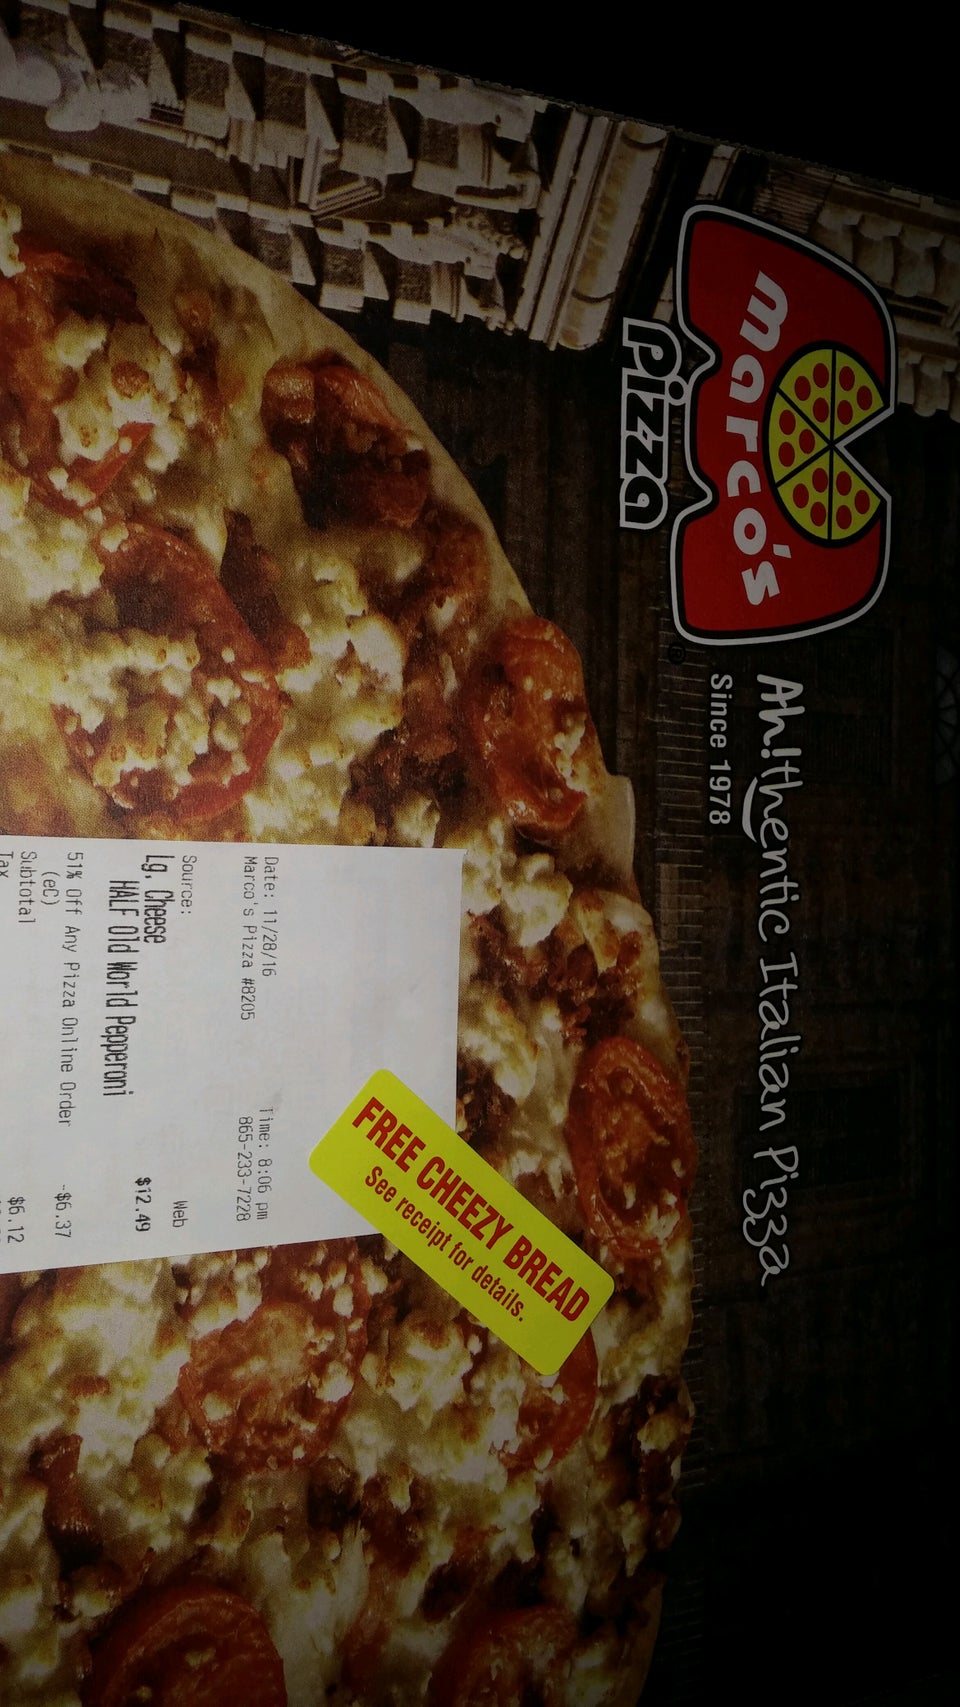 marco's
Pizza
®
Ah!thentic Italian Pizza
Since 1978
FREE CHEEZY BREAD
See receipt for details.
Date: 11/28/16 Time: 8:06 pm
Marco's Pizza #8205 865-233-7228
Source: Web
Lg, Cheese $12.49
HALF Old World Pepperoni
51% Off Any Pizza Online Order -$6.37
(eC)
Subtotal $6.12
Tax